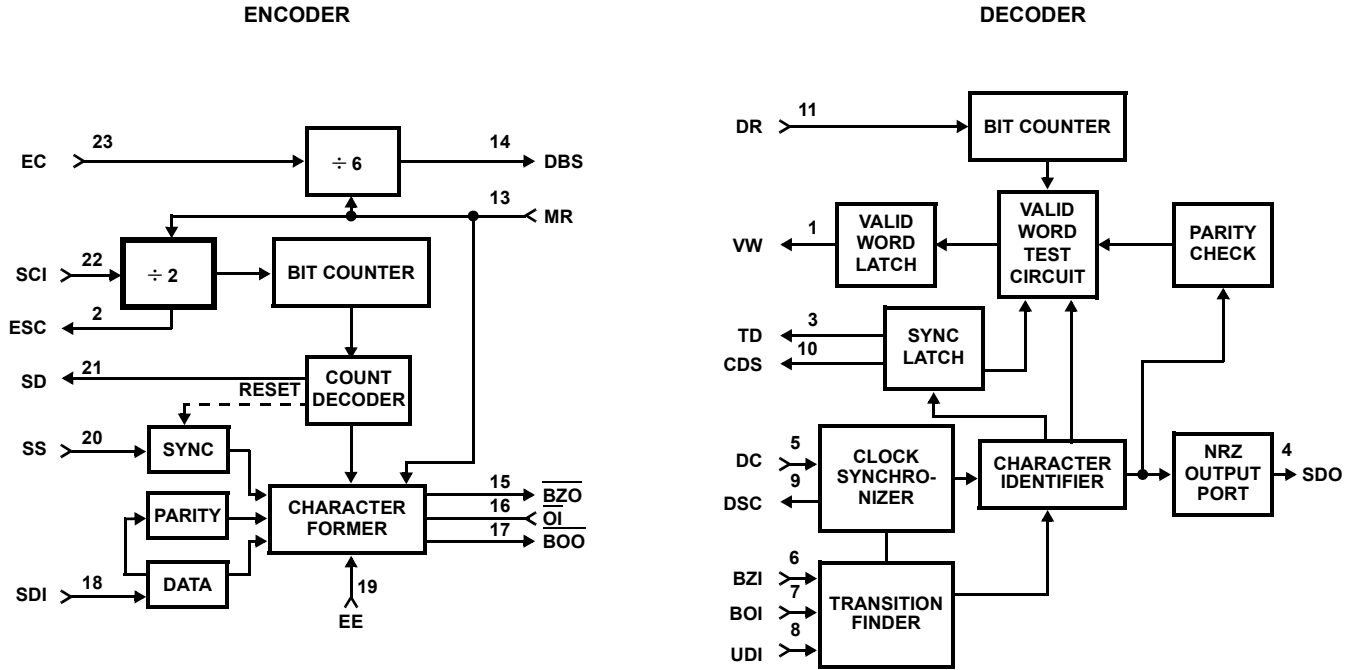 ENCODER
EC
23
÷ 6
14
DBS
13
MR
SCI
22
÷ 2
BIT COUNTER
ESC
2
SD
21
RESET
COUNT
DECODER
SS
20
SYNC
PARITY
CHARACTER
FORMER
15
BZO
16
OI
17
BOO
SDI
18
DATA
19
EE
DECODER
DR
11
BIT COUNTER
VW
1
VALID
WORD
LATCH
VALID
WORD
TEST
CIRCUIT
PARITY
CHECK
TD
3
CDS
10
SYNC
LATCH
DC
5
DSC
9
CLOCK
SYNCHRO-
NIZER
CHARACTER
IDENTIFIER
NRZ
OUTPUT
PORT
4
SDO
BZI
6
BOI
7
UDI
8
TRANSITION
FINDER